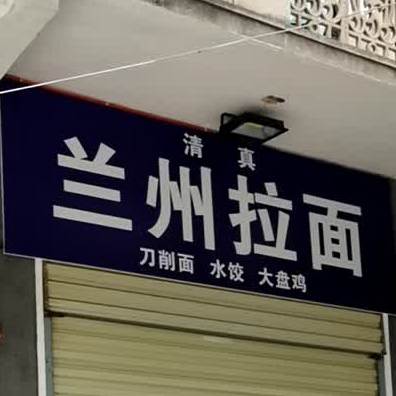 清真
兰州拉面
刀削面 水饺 大盘鸡